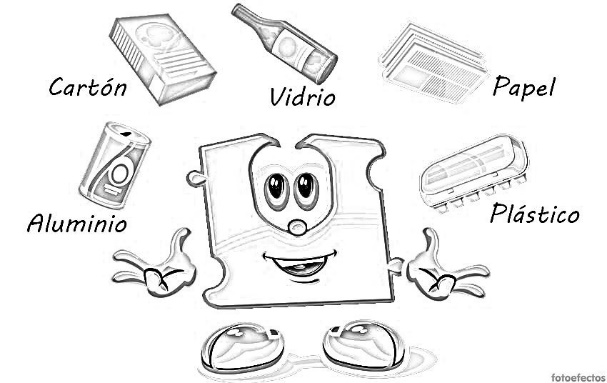 Cartón
Vidrio
Papel
Aluminio
Plástico
fotoefectos